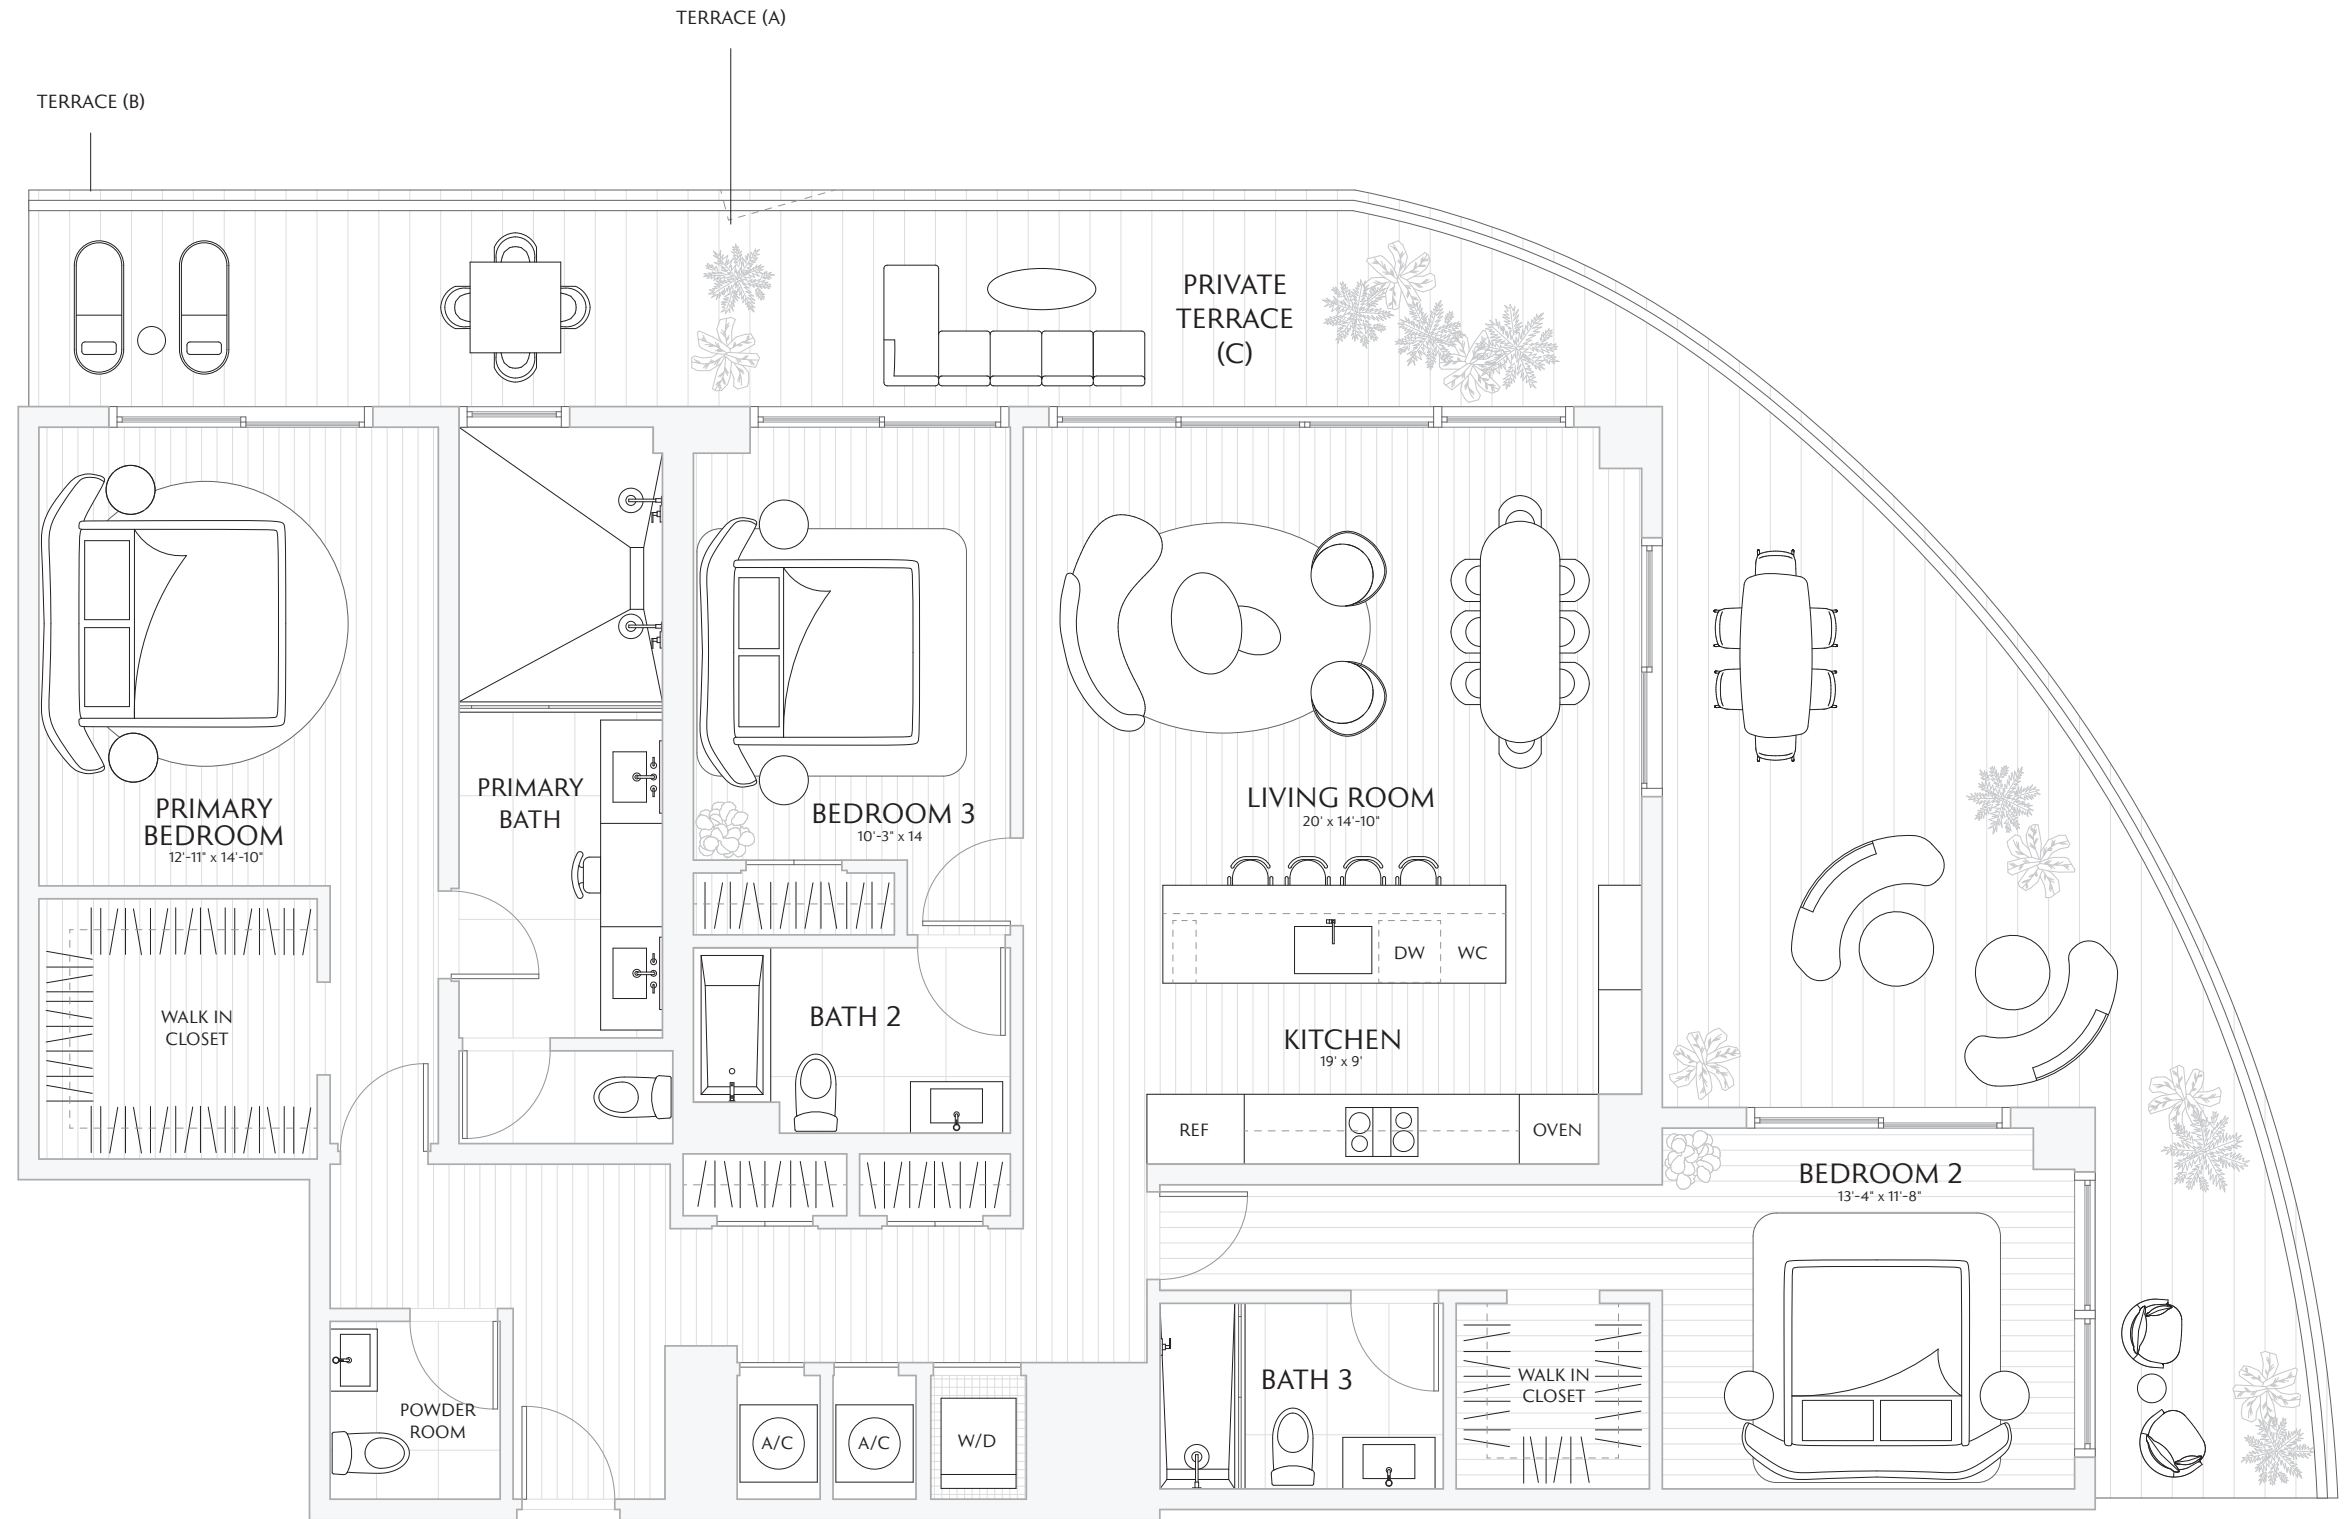 TERRACE (A)
TERRACE (B)
PRIVATE
TERRACE
(C)
PRIMARY
BEDROOM
12'-11" x 14'-10"
PRIMARY
BATH
BEDROOM 3
10'-3" x 14
LIVING ROOM
20' x 14'-10"
DW
WC
WALK IN
CLOSET
BATH 2
KITCHEN
19' x 9'
REF
OVEN
BEDROOM 2
13'-4" x 11'-8"
POWDER
ROOM
A/C
A/C
W/D
BATH 3
WALK IN
CLOSET